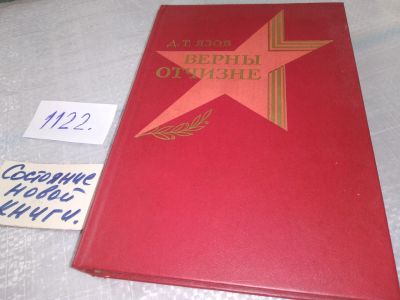 Д. Т. ЯЗОВ
ВЕРНЫ
ОТЧИЗНЕ
1122.
Состояние
новой
книги.